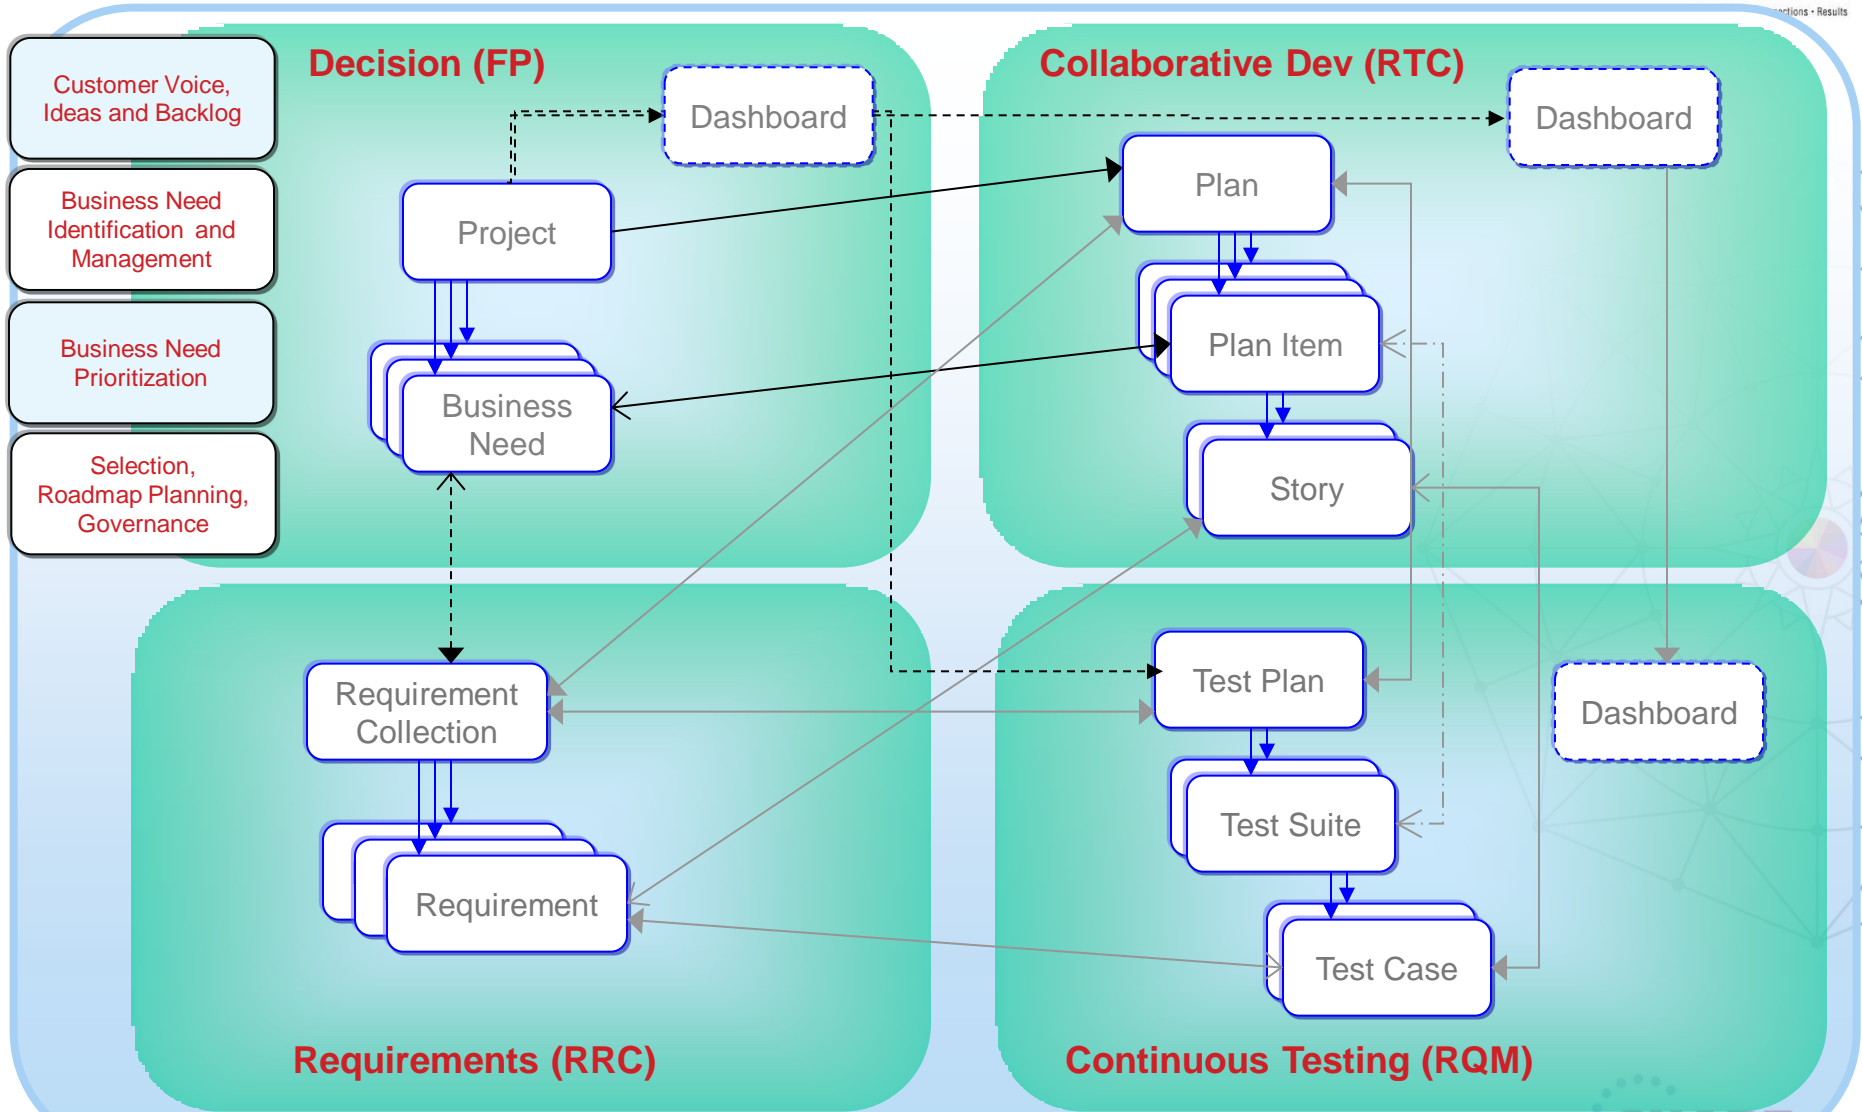 ections • Results
Customer Voice,
Ideas and Backlog
Business Need
Identification and
Management
Business Need
Prioritization
Selection,
Roadmap Planning,
Governance
Decision (FP)
Dashboard
Project
Business
Need
Collaborative Dev (RTC)
Dashboard
Plan
Plan Item
Story
Requirement
Collection
Requirement
Requirements (RRC)
Test Plan
Dashboard
Test Suite
Test Case
Continuous Testing (RQM)